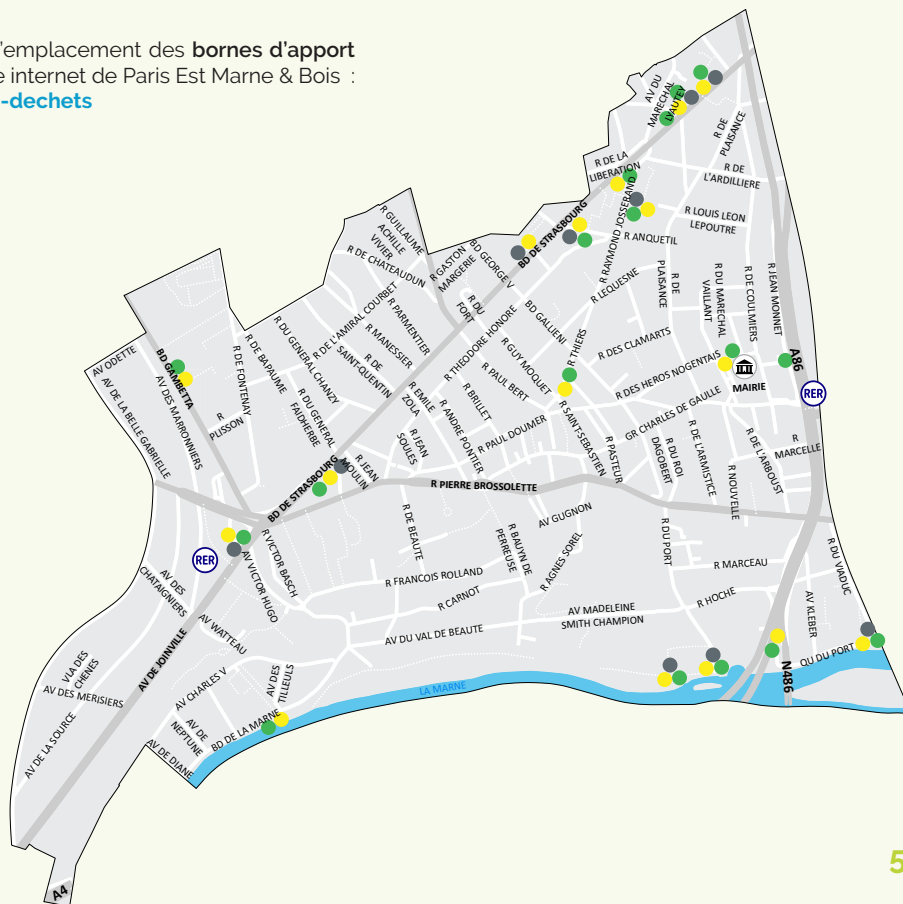 'emplacement des bornes d'apport
e internet de Paris Est Marne & Bois :
-dechets
AV DU
MARECHAL
LYAUTEY
R DE
PLAISANCE
R DE LA
LIBERATION
R DE
L'ARDILLIERE
R LOUIS LEON
LEPOUTRE
R RAYMOND JOSSERAND
R ANQUETIL
BD DE STRASBOURG
R GUILLAUME
ACHILLE
VIVIER
R DE CHATEAUDUN
R GASTON
MARGERIE
BD GEORGE V
R DU
FORT
R LEQUESNE
PLAISANCE
R DE
R DU MARECHAL
VAILLANT
R DE COULMIERS
R JEAN MONNET
A86
R DE L'AMIRAL COURBET
R PARMENTIER
R MANESSIER
R DE
SAINT-QUENTIN
R THEODORE HONORE
BD GALLIENI
R GUY MOQUET
R THIERS
R DES CLAMARTS
R DES HEROS NOGENTAIS
MAIRIE
RER
AV ODETTE
BD GAMBETTA
AV DE LA BELLE GABRIELLE
AV DES MARRONNIERS
R DE FONTENAY
R DE BAPAUME
R DU GENERAL CHANZY
R DU GENERAL
FAIDHERBE
R
PLISSON
R EMILE
ZOLA
R PAUL BERT
R BRILLET
R ANDRE PONTIER
R JEAN
SOULES
R PAUL DOUMER
R SAINT-SEBASTIEN
R PASTEUR
GR CHARLES DE GAULLE
R DU ROI
DAGOBERT
R DE L'ARMISTICE
R NOUVELLE
R DE L'ARBOUST
R
MARCELLE
BD DE STRASBOURG
R JEAN
MOULIN
R PIERRE BROSSOLETTE
R DE BEAUTE
AV GUGNON
R BAUYN DE
PERREUSE
R AGNES SOREL
R DU PORT
R MARCEAU
R DU VIADUC
RER
R VICTOR BASCH
AV VICTOR HUGO
R FRANCOIS ROLLAND
R CARNOT
AV MADELEINE
SMITH CHAMPION
R HOCHE
AV KLEBER
AV DU VAL DE BEAUTE
QU DU PORT
N486
AV DES
CHATAIGNIERS
AV WATTEAU
AV DE JOINVILLE
VLA DES
CHENES
AV DES MERISIERS
AV DE LA SOURCE
AV CHARLES V
AV DES
TILLEULS
LA MARNE
BD DE LA MARNE
AV DE
NEPTUNE
AV DE DIANE
A4
5